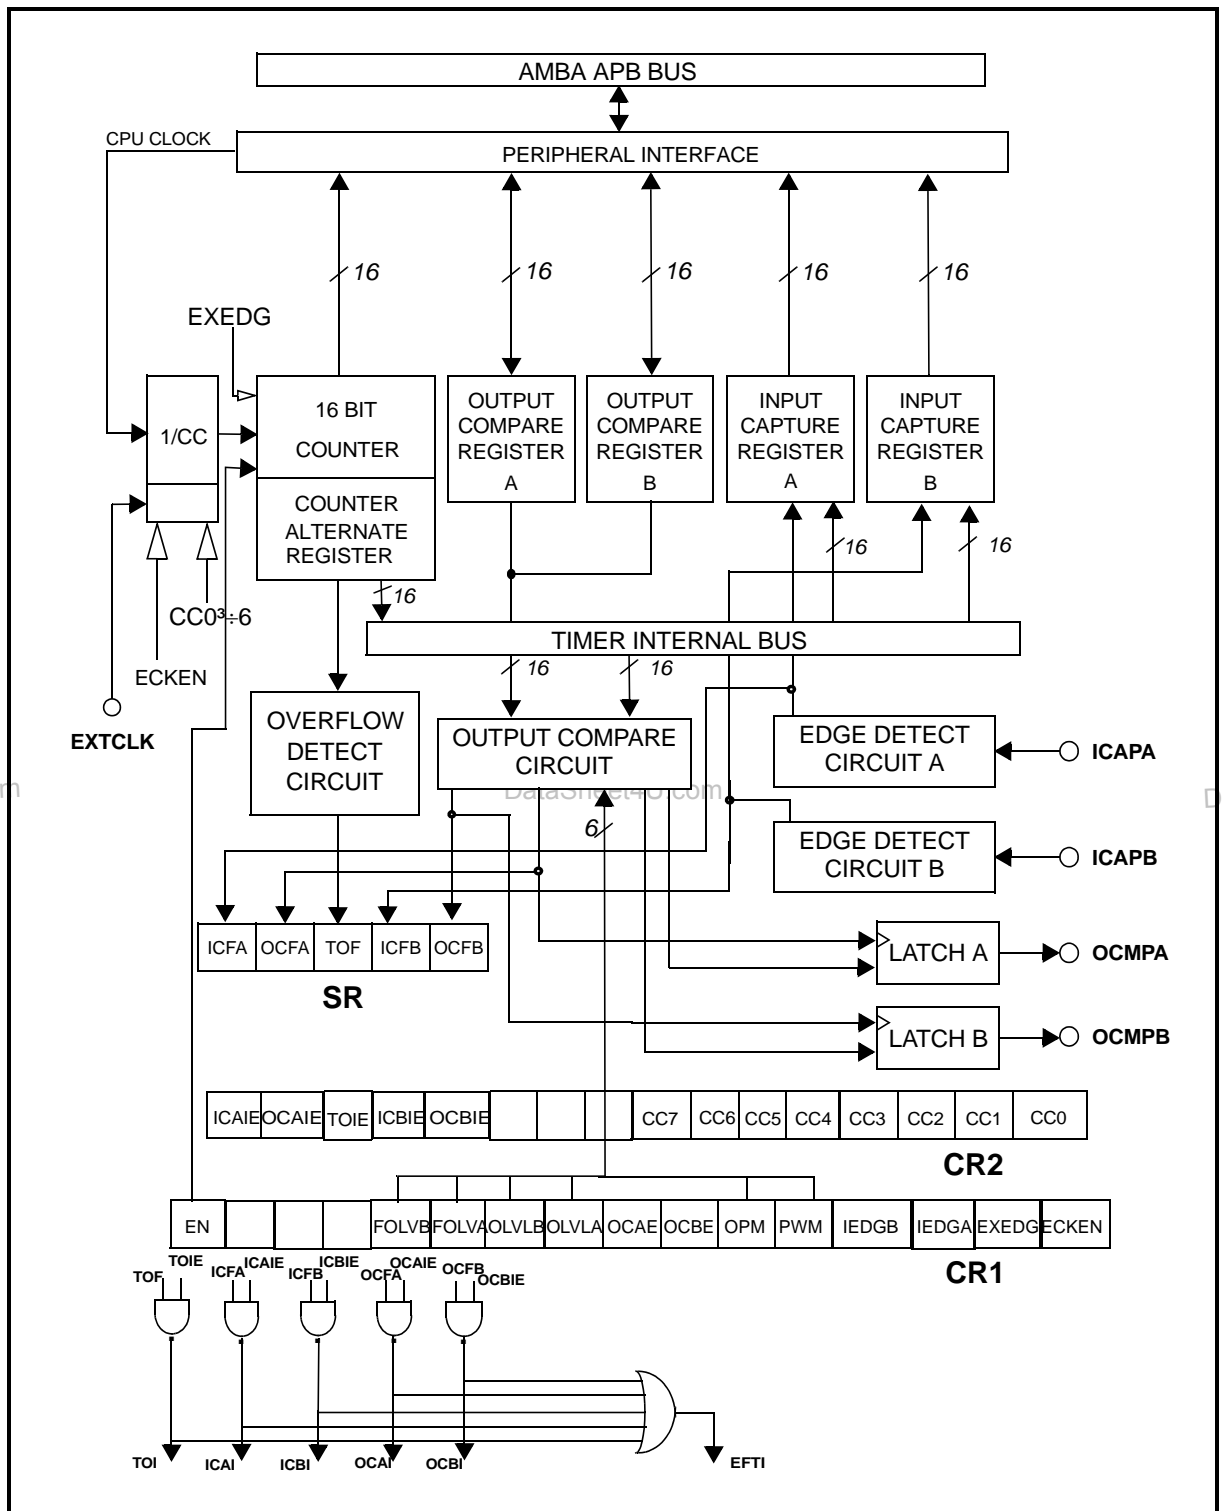 AMBA APB BUS
CPU CLOCK
PERIPHERAL INTERFACE
16
16
16
16
16
EXEDG
1/CC
16 BIT
COUNTER
COUNTER
ALTERNATE
REGISTER
OUTPUT
COMPARE
REGISTER
A
OUTPUT
COMPARE
REGISTER
B
INPUT
CAPTURE
REGISTER
A
INPUT
CAPTURE
REGISTER
B
16
16
16
CC0³÷6
ECKEN
EXTCLK
TIMER INTERNAL BUS
16
16
OVERFLOW
DETECT
CIRCUIT
OUTPUT COMPARE
CIRCUIT
EDGE DETECT
CIRCUIT A
ICAPA
DataSheet4U.com
6
EDGE DETECT
CIRCUIT B
ICAPB
ICFA OCFA TOF ICFB OCFB
SR
LATCH A
OCMPA
LATCH B
OCMPB
ICAIE OCAIE TOIE ICBIE OCBIE CC7 CC6 CC5 CC4 CC3 CC2 CC1 CC0
CR2
EN FOLVB FOLVA OLVLB OLVLA OCAE OCBE OPM PWM IEDGB IEDGA EXEDG ECKEN
CR1
TOF TOIE ICFA ICAIE ICFB ICBIE OCFA OCAIE OCFB OCBIE
TOI ICAI ICBI OCAI OCBI EFTI